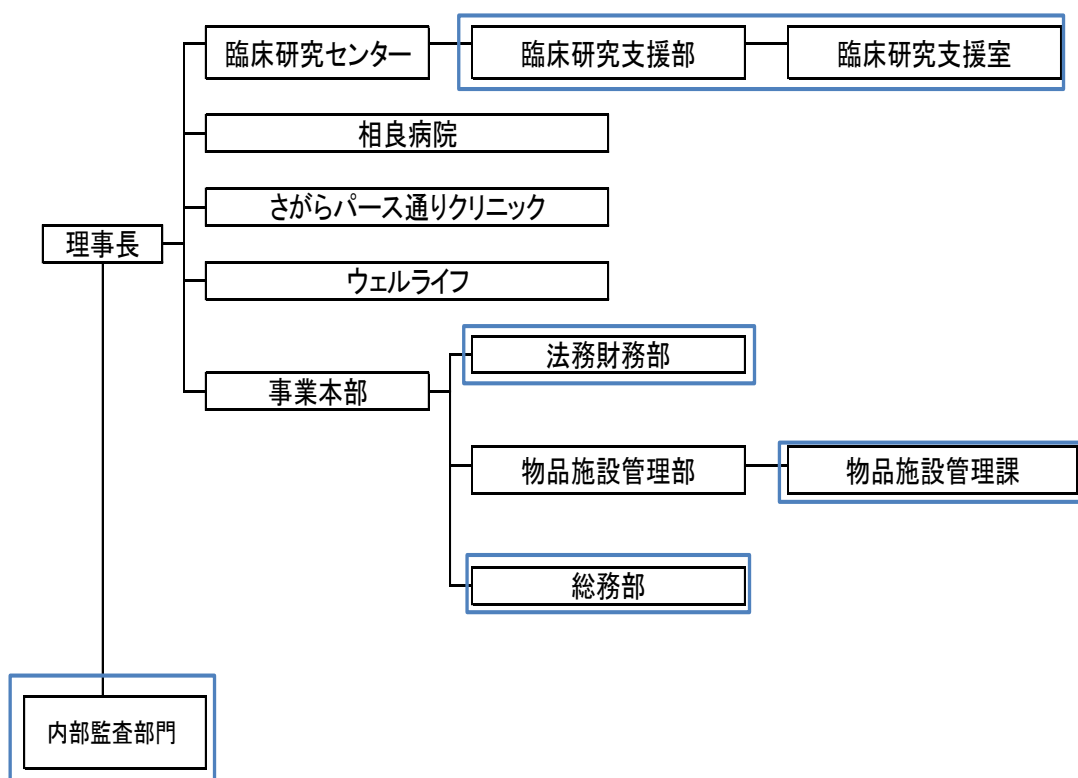 臨床研究センター
臨床研究支援部
臨床研究支援室
相良病院
さがらパース通りクリニック
理事長
ウェルライフ
法務財務部
事業本部
物品施設管理部
物品施設管理課
総務部
内部監査部門